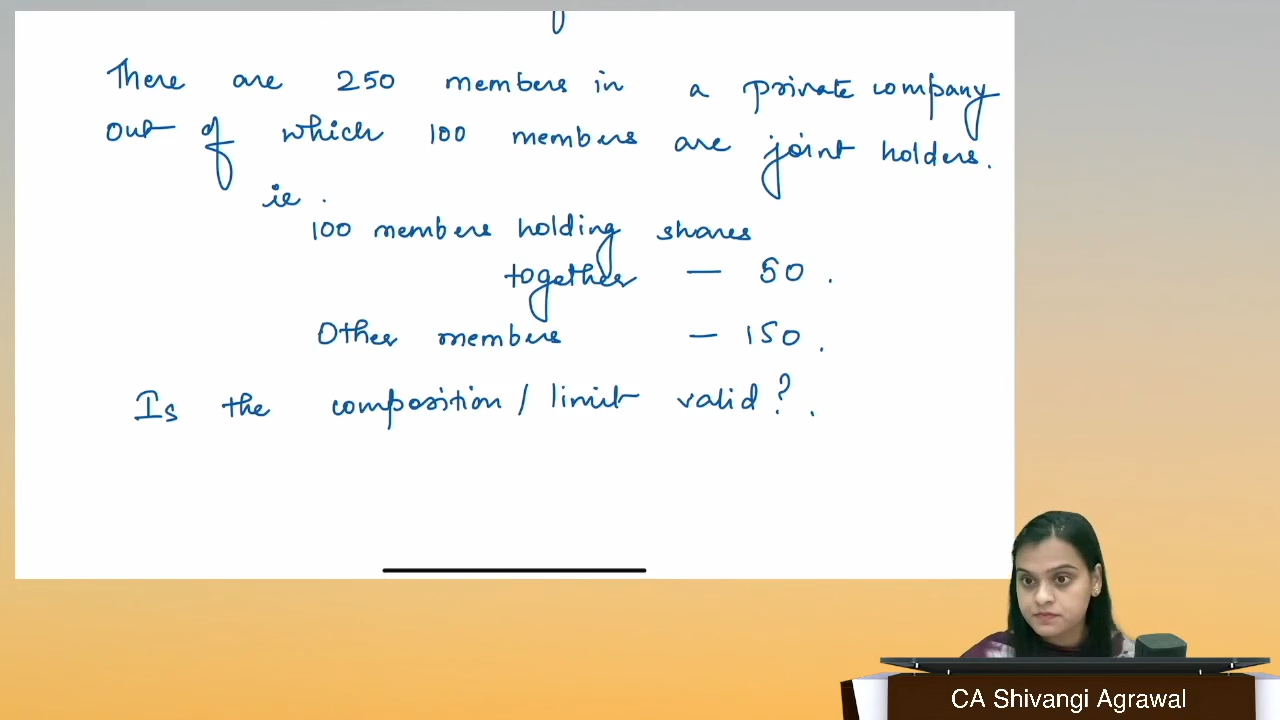 There are 250 members in a private company
out of which 100 members are joint holders.
ie.
100 members holding shares
together — 50.
Other members — 150.
Is the composition / limit valid?.
CA Shivangi Agrawal